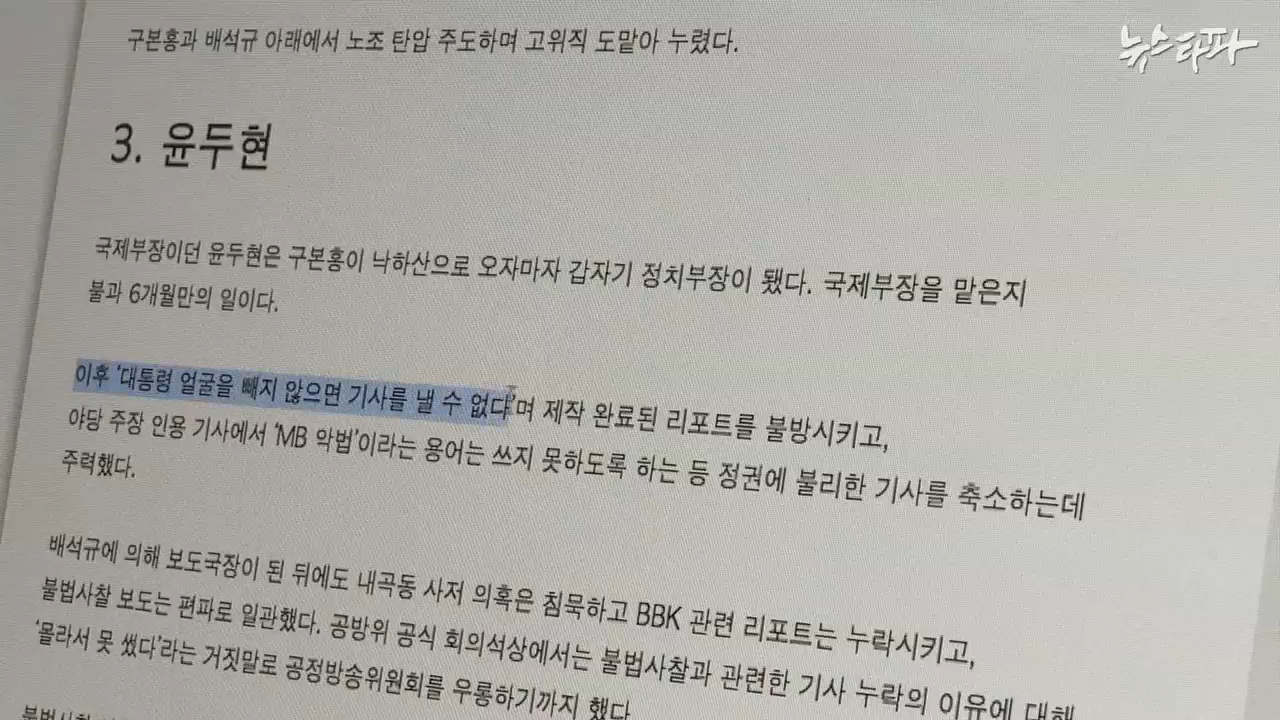 뉴스타파
구본홍과 배석규 아래에서 노조 탄압 주도하며 고위직 도맡아 누렸다.
3. 윤두현
국제부장이던 윤두현은 구본홍이 낙하산으로 오자마자 갑자기 정치부장이 됐다. 국제부장을 맡은지
불과 6개월만의 일이다.
이후 '대통령 얼굴을 빼지 않으면 기사를 낼 수 없다'며 제작 완료된 리포트를 불방시키고,
야당 주장 인용 기사에서 'MB 악법'이라는 용어는 쓰지 못하도록 하는 등 정권에 불리한 기사를 축소하는데
주력했다.
배석규에 의해 보도국장이 된 뒤에도 내곡동 사저 의혹은 침묵하고 BBK 관련 리포트는 누락시키고,
불법사찰 보도는 편파로 일관했다. 공방위 공식 회의석상에서는 불법사찰과 관련한 기사 누락의 이유에 대해
'몰라서 못 썼다'라는 거짓말로 공정방송위원회를 우롱하기까지 했다.